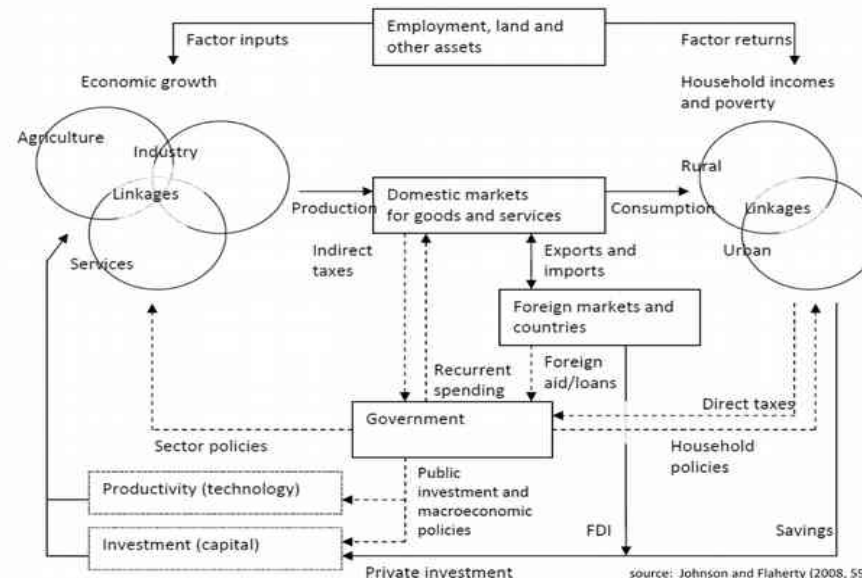 Employment, land and
other assets
Factor inputs
Factor returns
Economic growth
Household incomes
and poverty
Agriculture
Industry
Linkages
Services
Production
Domestic markets
for goods and services
Consumption
Rural
Linkages
Urban
Indirect
taxes
Exports and
imports
Foreign markets and
countries
Recurrent
spending
Foreign
aid/loans
Direct taxes
Government
Sector policies
Household
policies
Productivity (technology)
Public
investment and
macroeconomic
policies
Investment (capital)
FDI
Savings
Private investment
source: Johnson and Flaherty (2008, 55